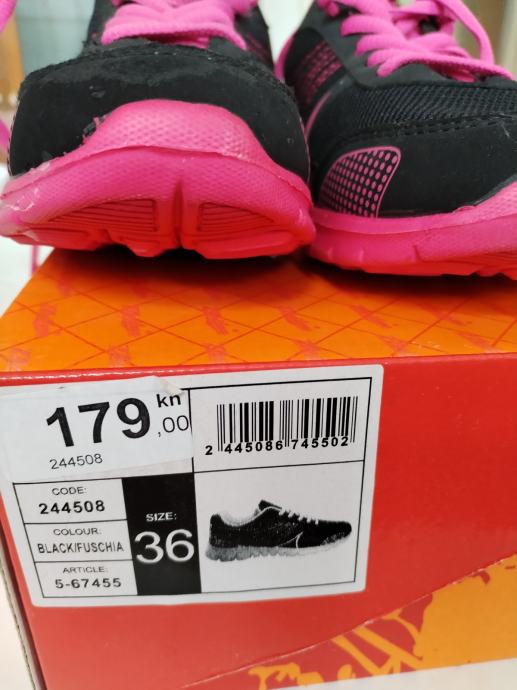 179 kn ,00
244508
2 445086 745502
CODE:
244508
COLOUR:
BLACK/FUSCHIA
ARTICLE:
5-67455
SIZE:
36